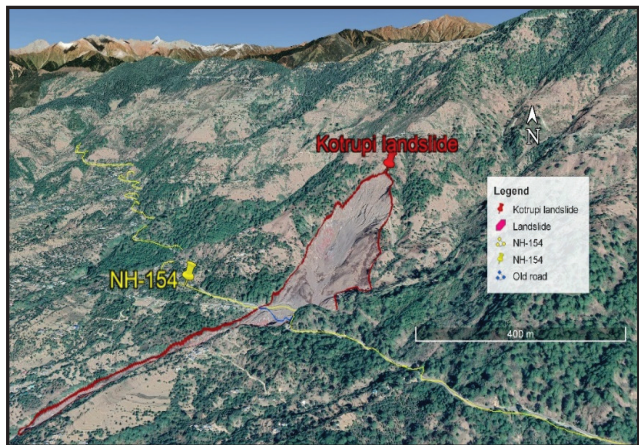 Kotrupi landslide
N
Legend
Kotrupi landslide
Landslide
NH-154
NH-154
Old road
NH-154
400 m